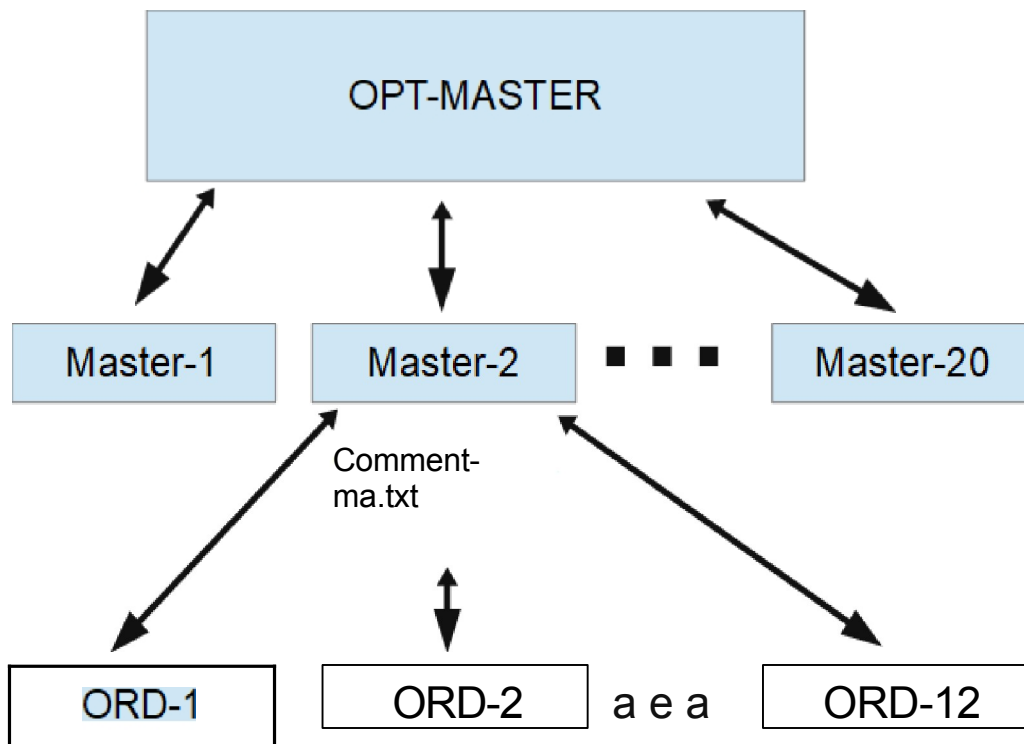 OPT-MASTER
Master-1
Master-2
Master-20
Comment-
ma.txt
ORD-1
ORD-2
a e a
ORD-12